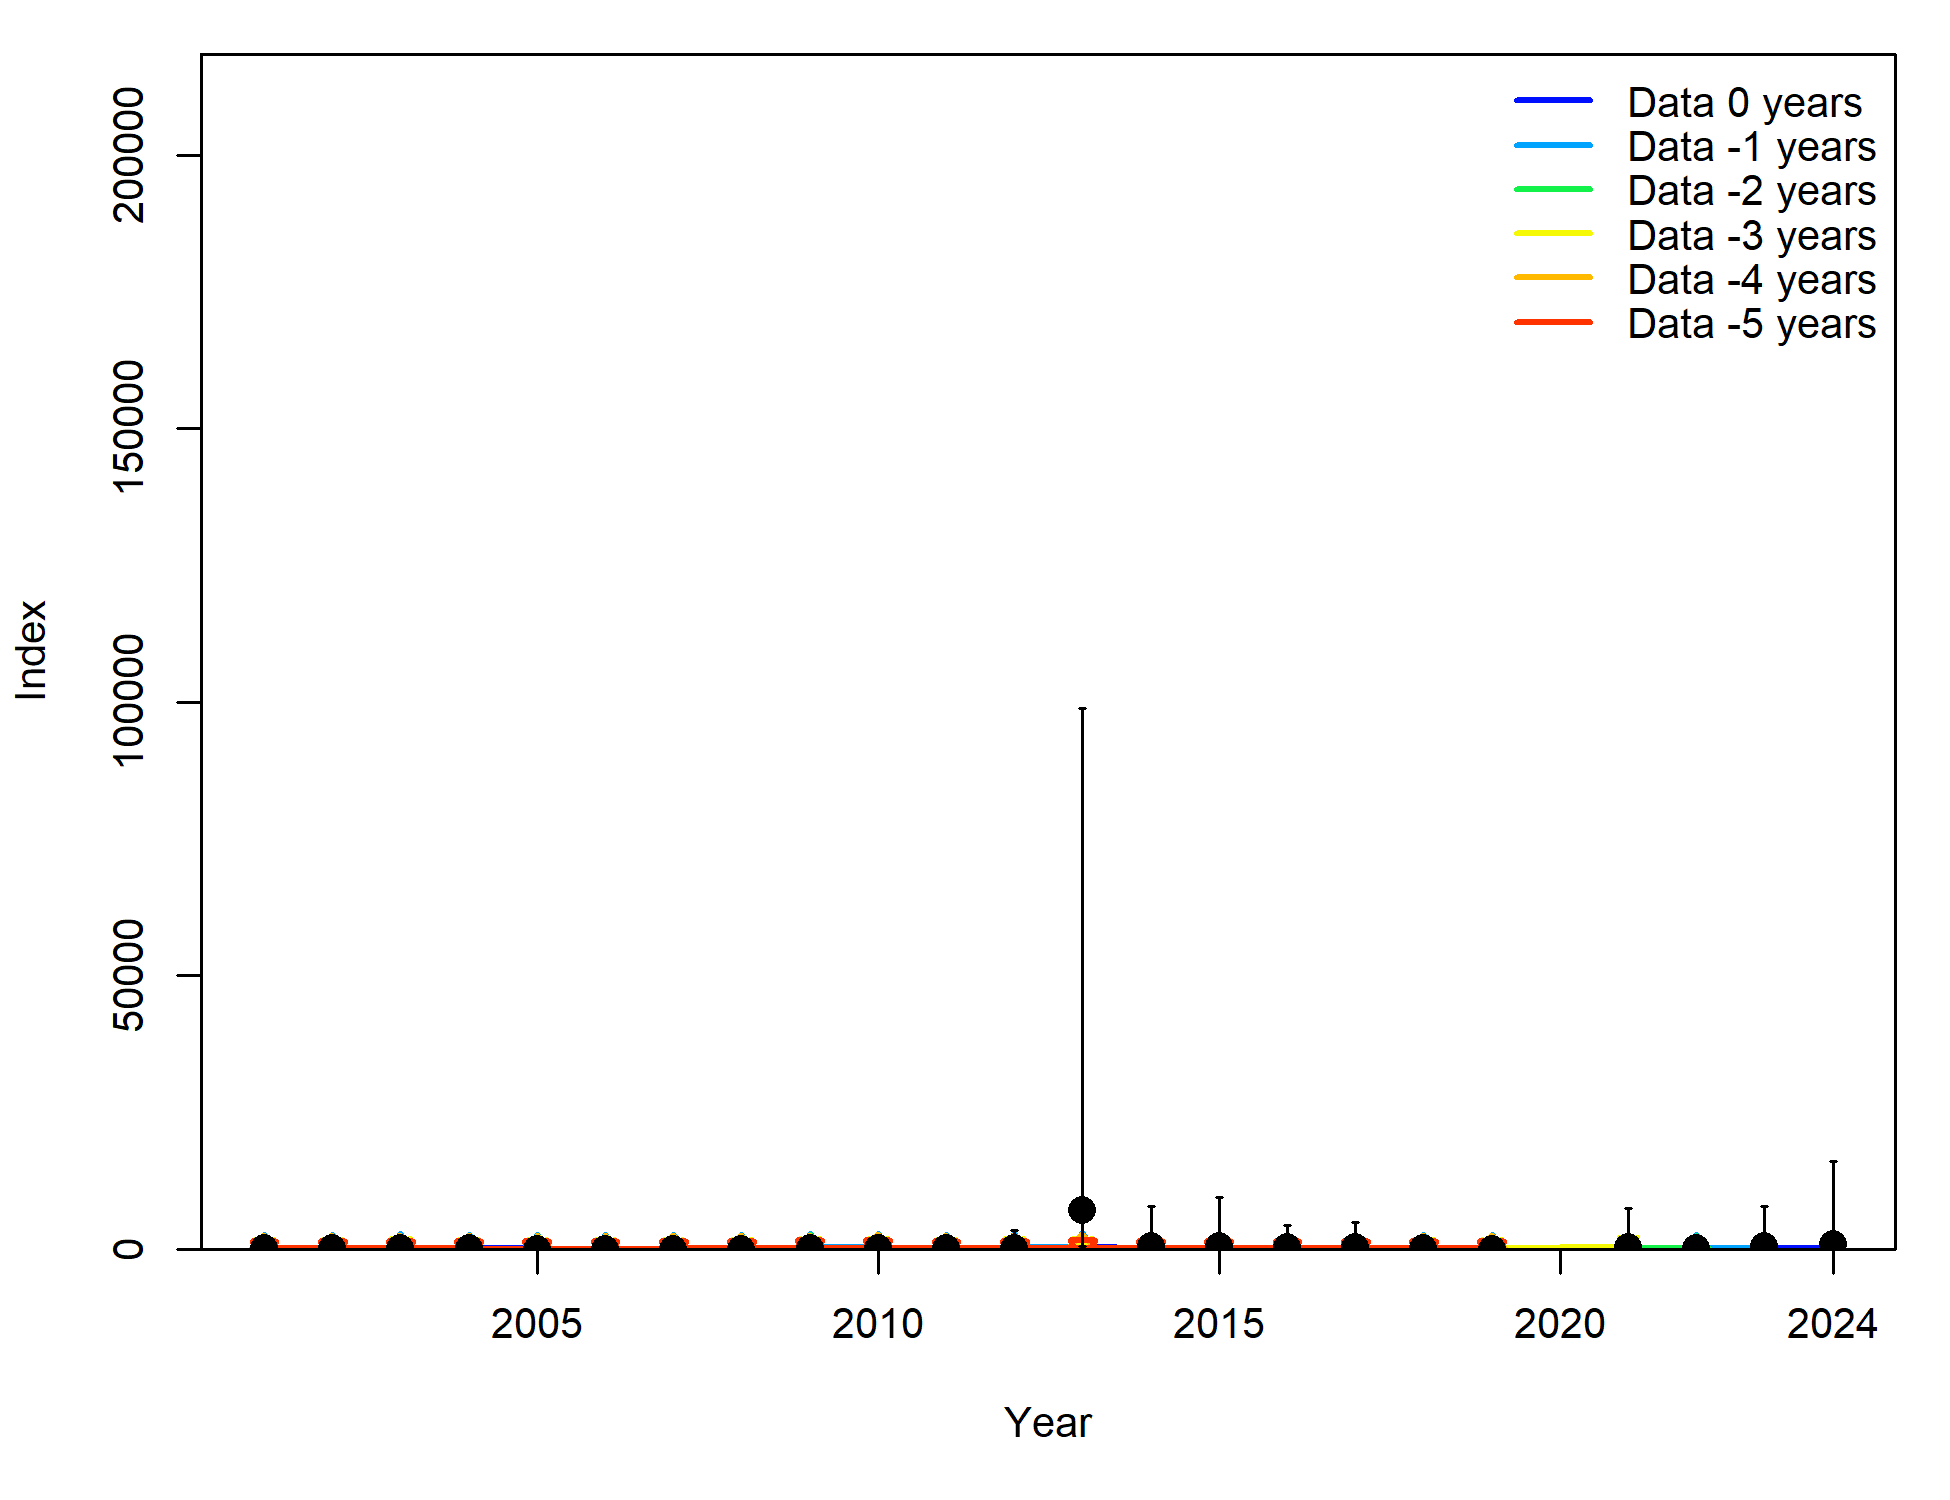 Data 0 years
Data -1 years
Data -2 years
Data -3 years
Data -4 years
Data -5 years
200000
150000
100000
50000
0
Index
2005
2010
2015
2020
2024
Year